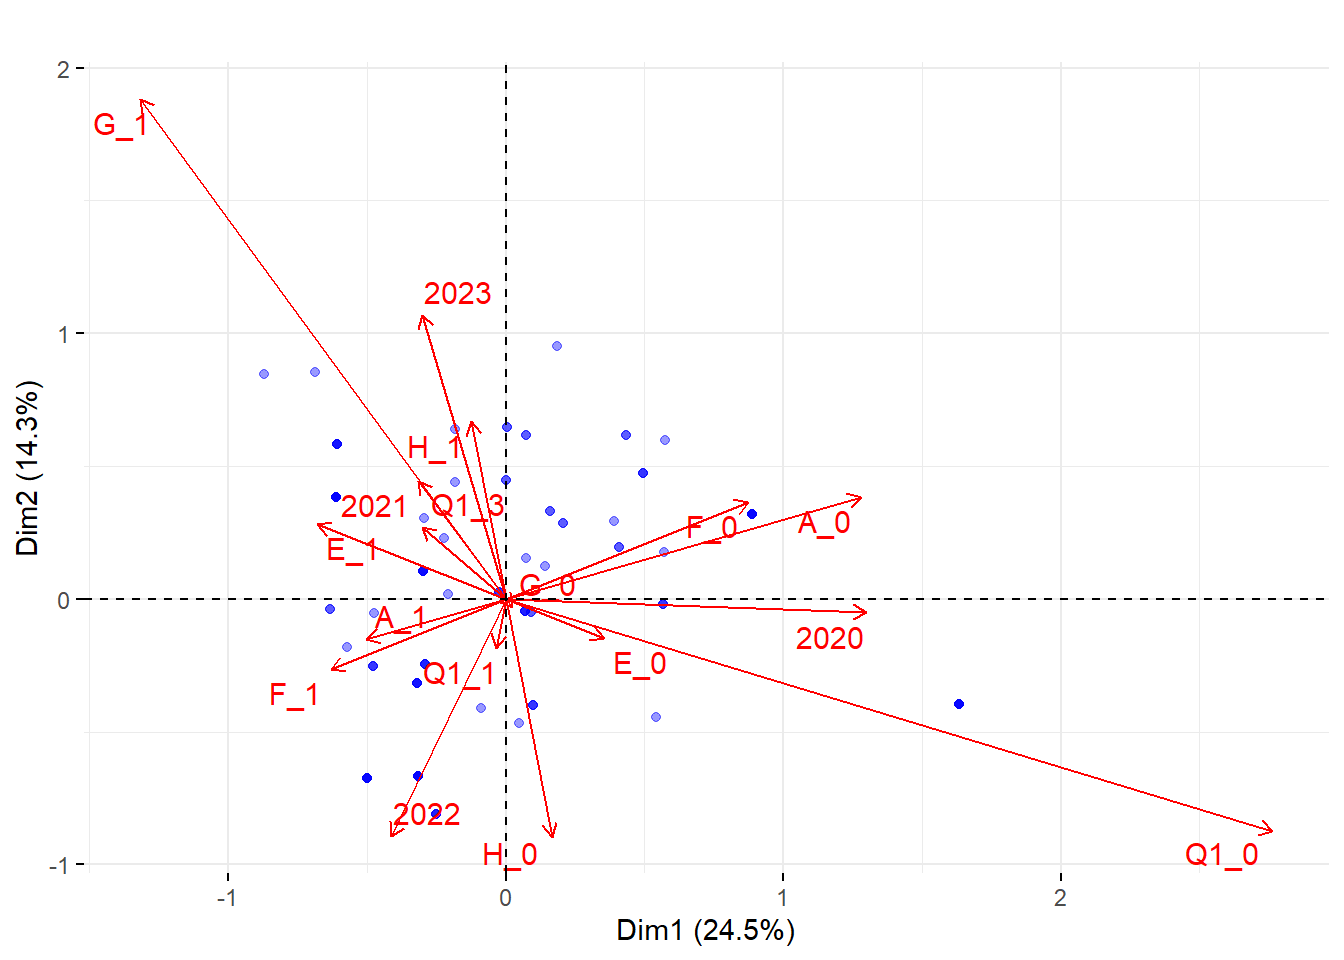 2
G_1
2023
1
H_1
2021
Q1_3
E_1
F_0
A_0
G_0
0
A_1
2020
E_0
Q1_1
F_1
2022
H_0
Q1_0
-1
-1
0
1
2
Dim1 (24.5%)
Dim2 (14.3%)